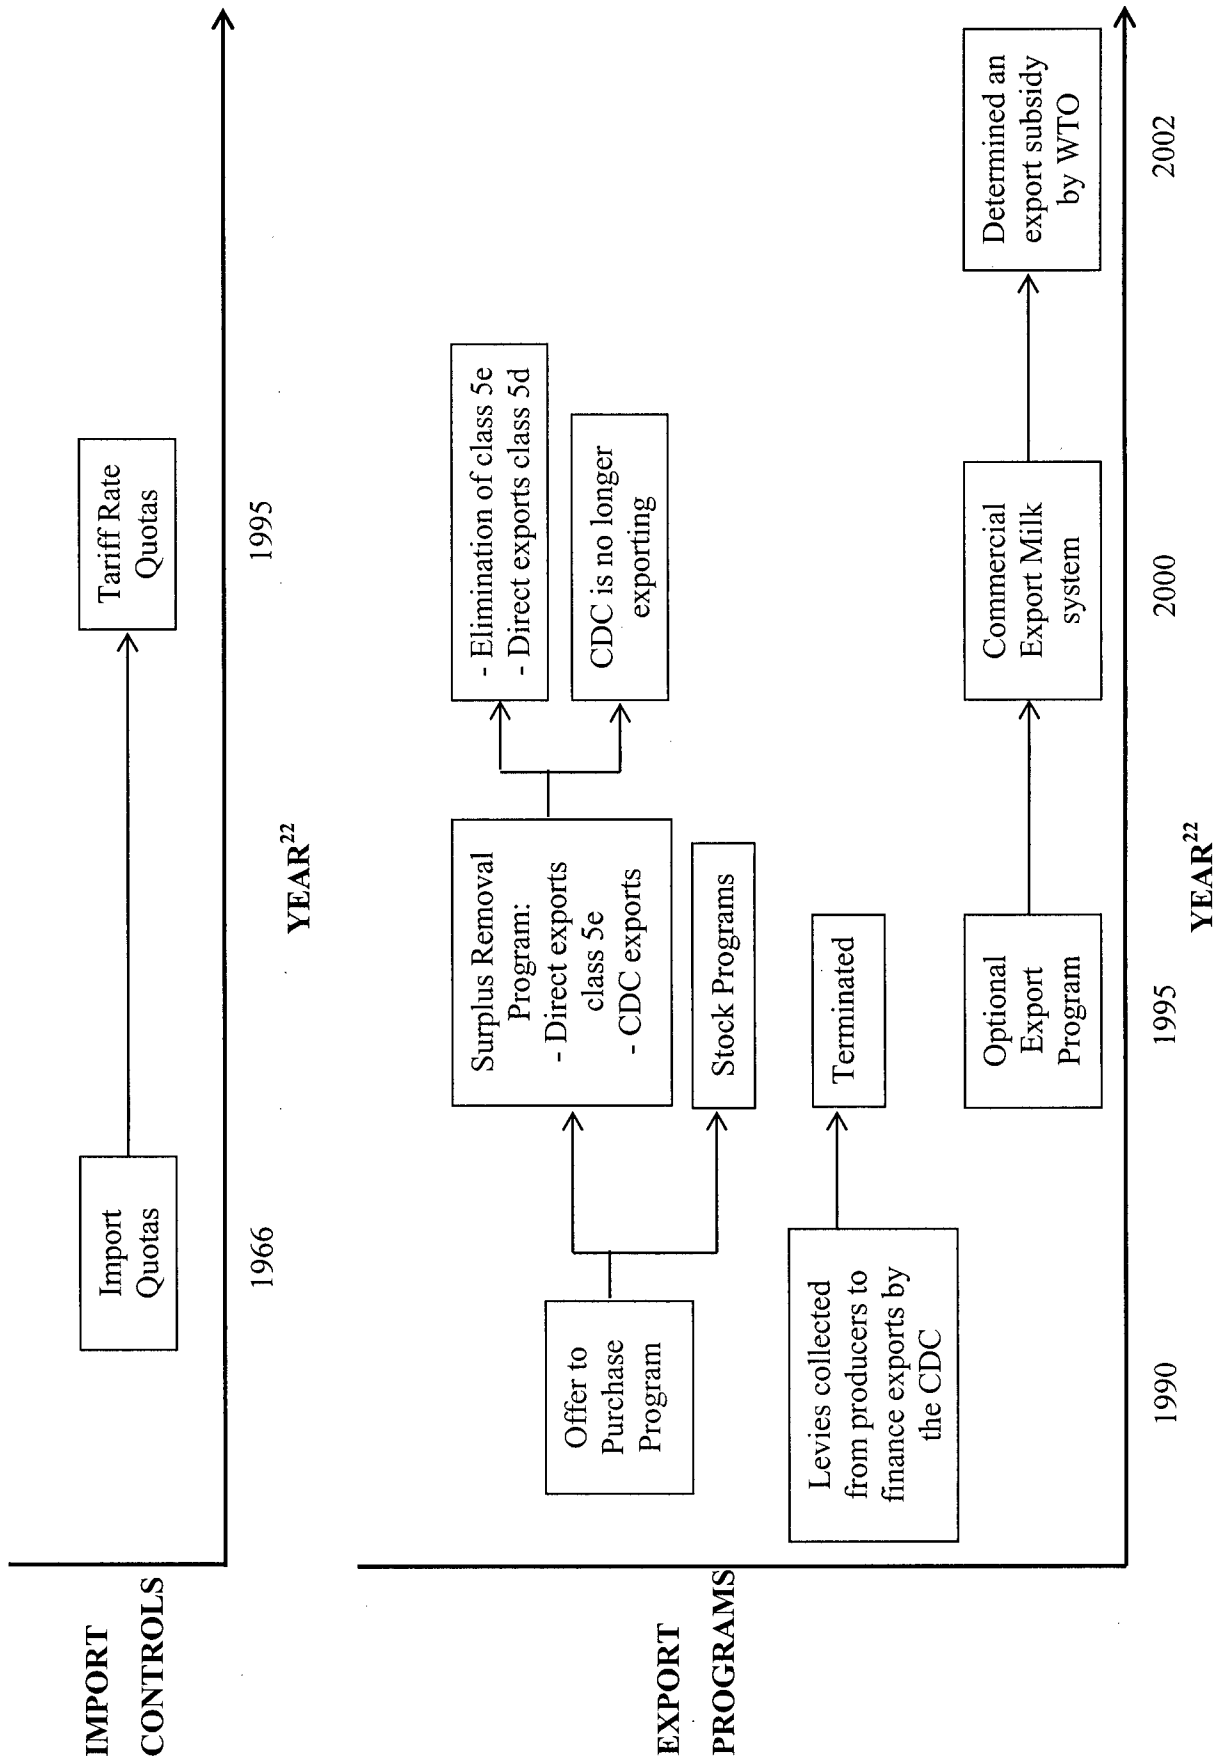 IMPORT
CONTROLS
Import
Quotas
Tariff Rate
Quotas
1966
1995
YEAR22
EXPORT
PROGRAMS
Offer to
Purchase
Program
Surplus Removal
Program:
- Direct exports
class 5e
- CDC exports
- Elimination of class 5e
- Direct exports class 5d
CDC is no longer
exporting
Stock Programs
Levies collected
from producers to
finance exports by
the CDC
Terminated
Optional
Export
Program
Commercial
Export Milk
system
Determined an
export subsidy
by WTO
1990
1995
2000
2002
YEAR22